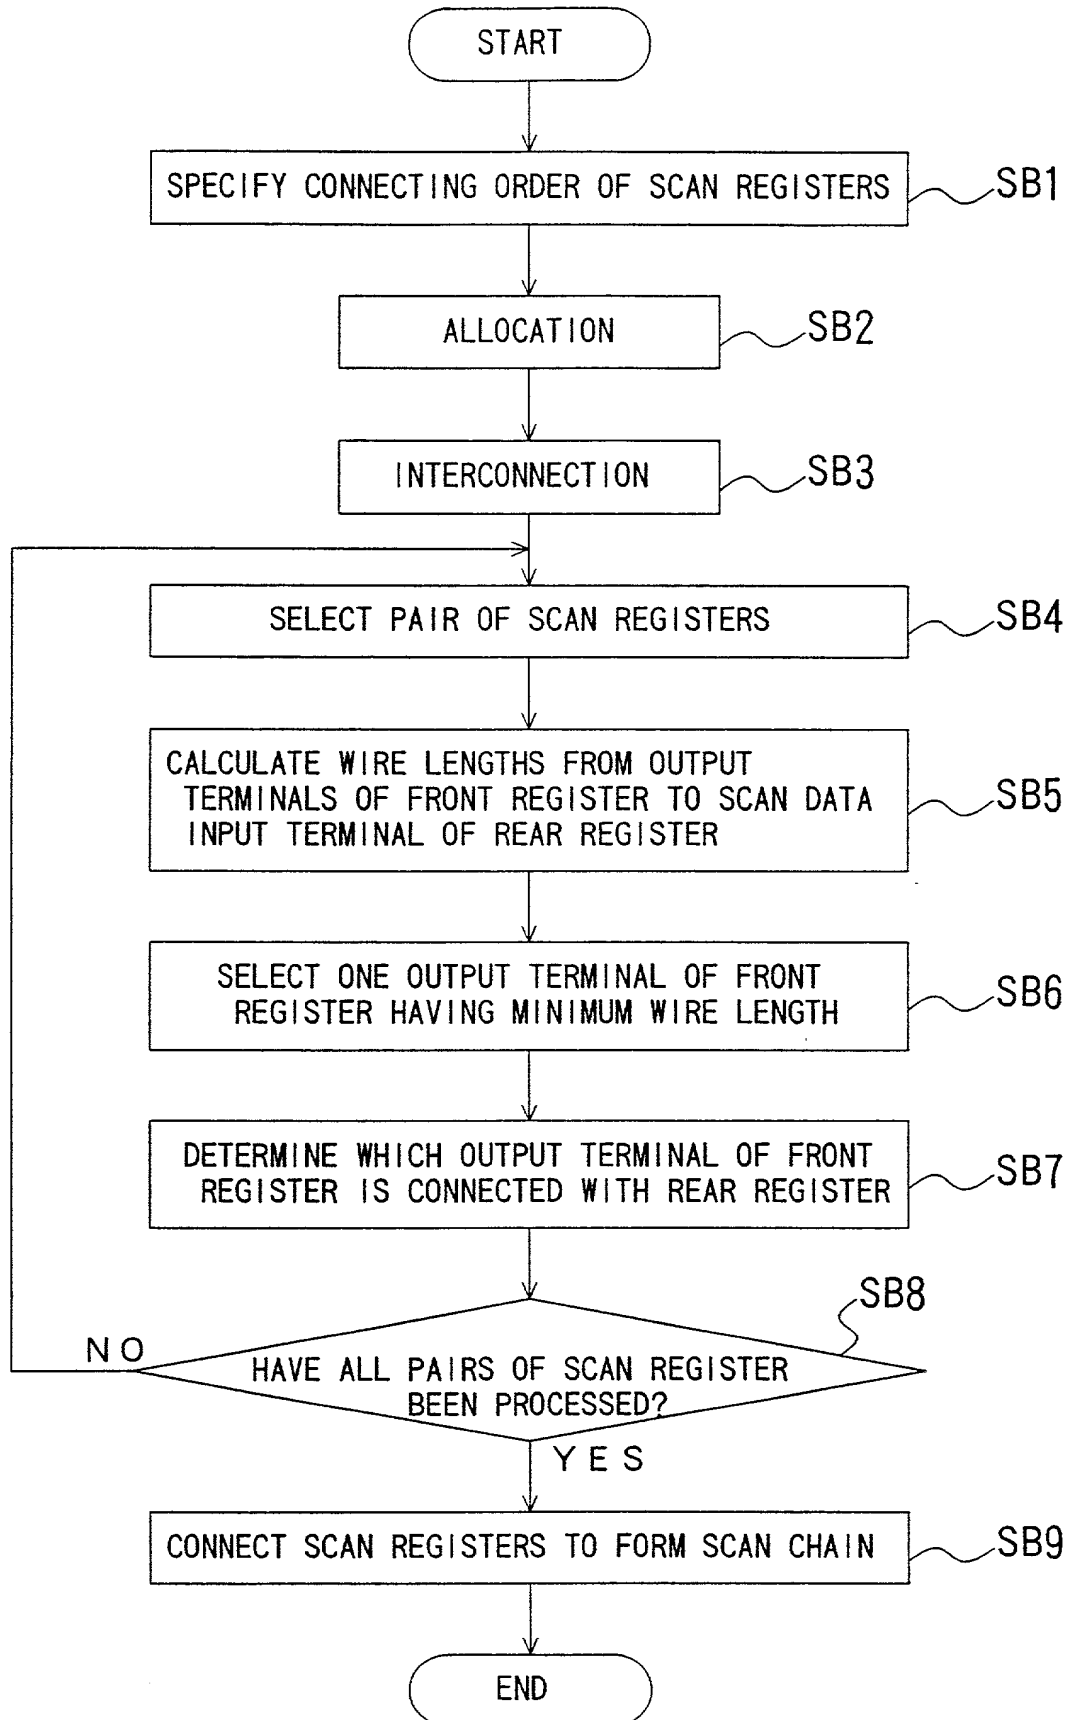 START
SPECIFY CONNECTING ORDER OF SCAN REGISTERS
SB1
ALLOCATION
SB2
INTERCONNECTION
SB3
SELECT PAIR OF SCAN REGISTERS
SB4
CALCULATE WIRE LENGTHS FROM OUTPUT
TERMINALS OF FRONT REGISTER TO SCAN DATA
INPUT TERMINAL OF REAR REGISTER
SB5
SELECT ONE OUTPUT TERMINAL OF FRONT
REGISTER HAVING MINIMUM WIRE LENGTH
SB6
DETERMINE WHICH OUTPUT TERMINAL OF FRONT
REGISTER IS CONNECTED WITH REAR REGISTER
SB7
SB8
NO
HAVE ALL PAIRS OF SCAN REGISTER
BEEN PROCESSED?
YES
CONNECT SCAN REGISTERS TO FORM SCAN CHAIN
SB9
END